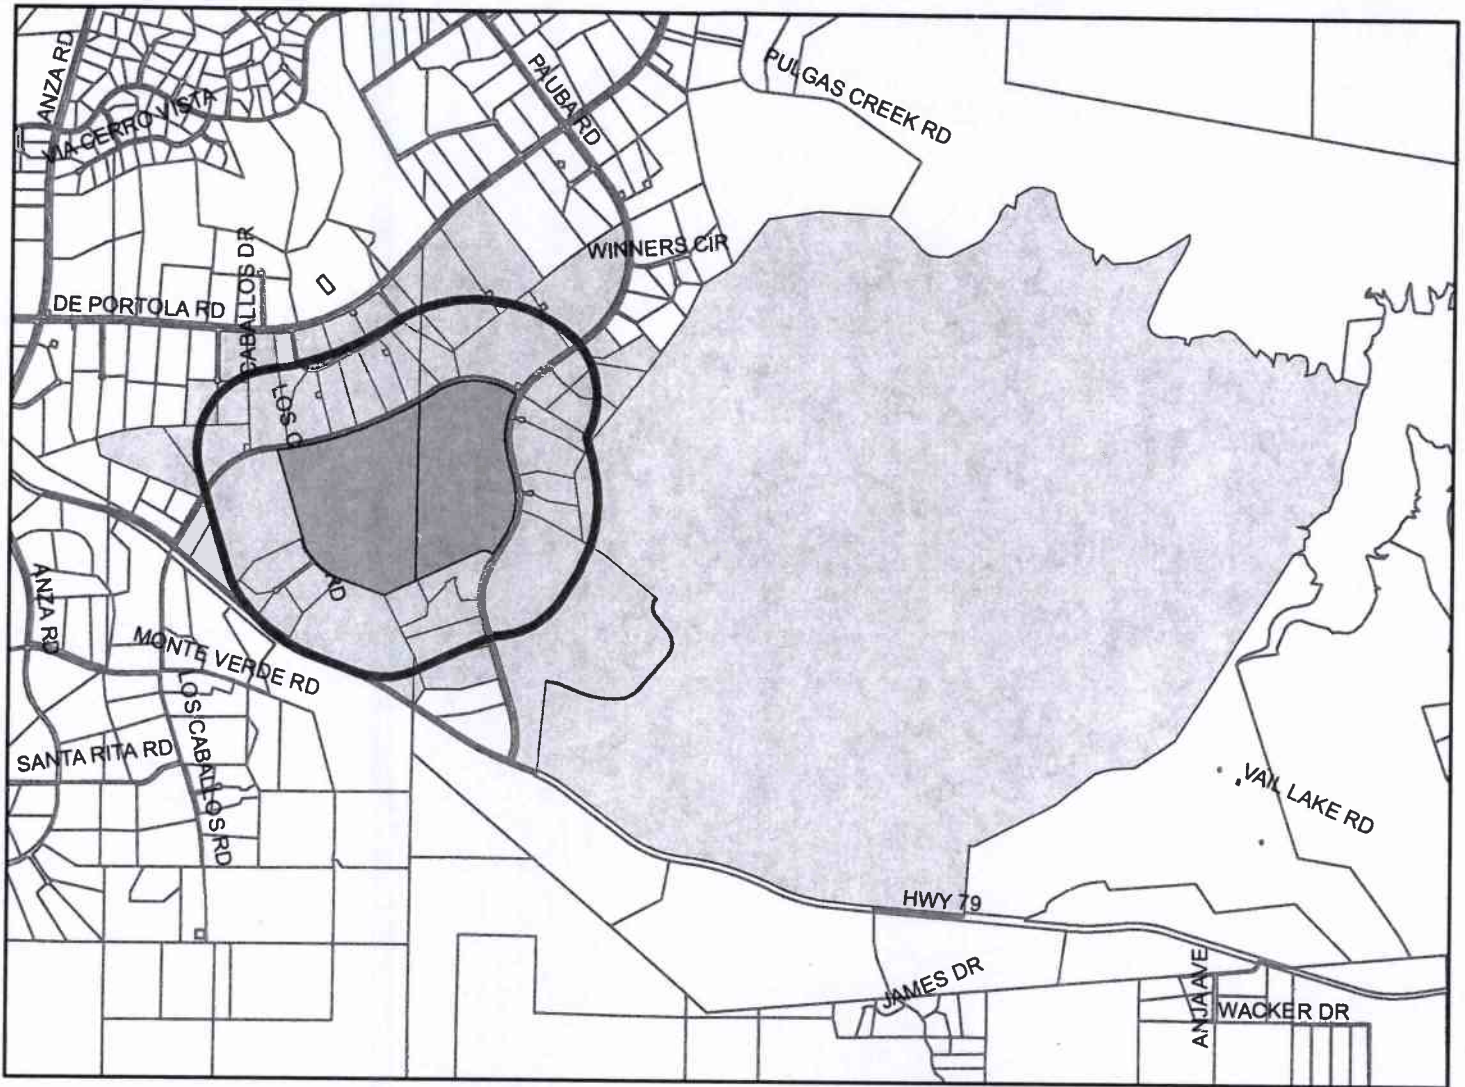 ANZA RD
VIA CERRO VISTA
PAUBA RD
PULGAS CREEK RD
WINNERS CIR
DE PORTOLA RD
CABALLOS DR
LOS C
RD
ANZA RD
MONTE VERDE RD
LOS CABALLOS RD
SANTA RITA RD
VAIL LAKE RD
HWY 79
JAMES DR
ANJA AVE
WACKER DR